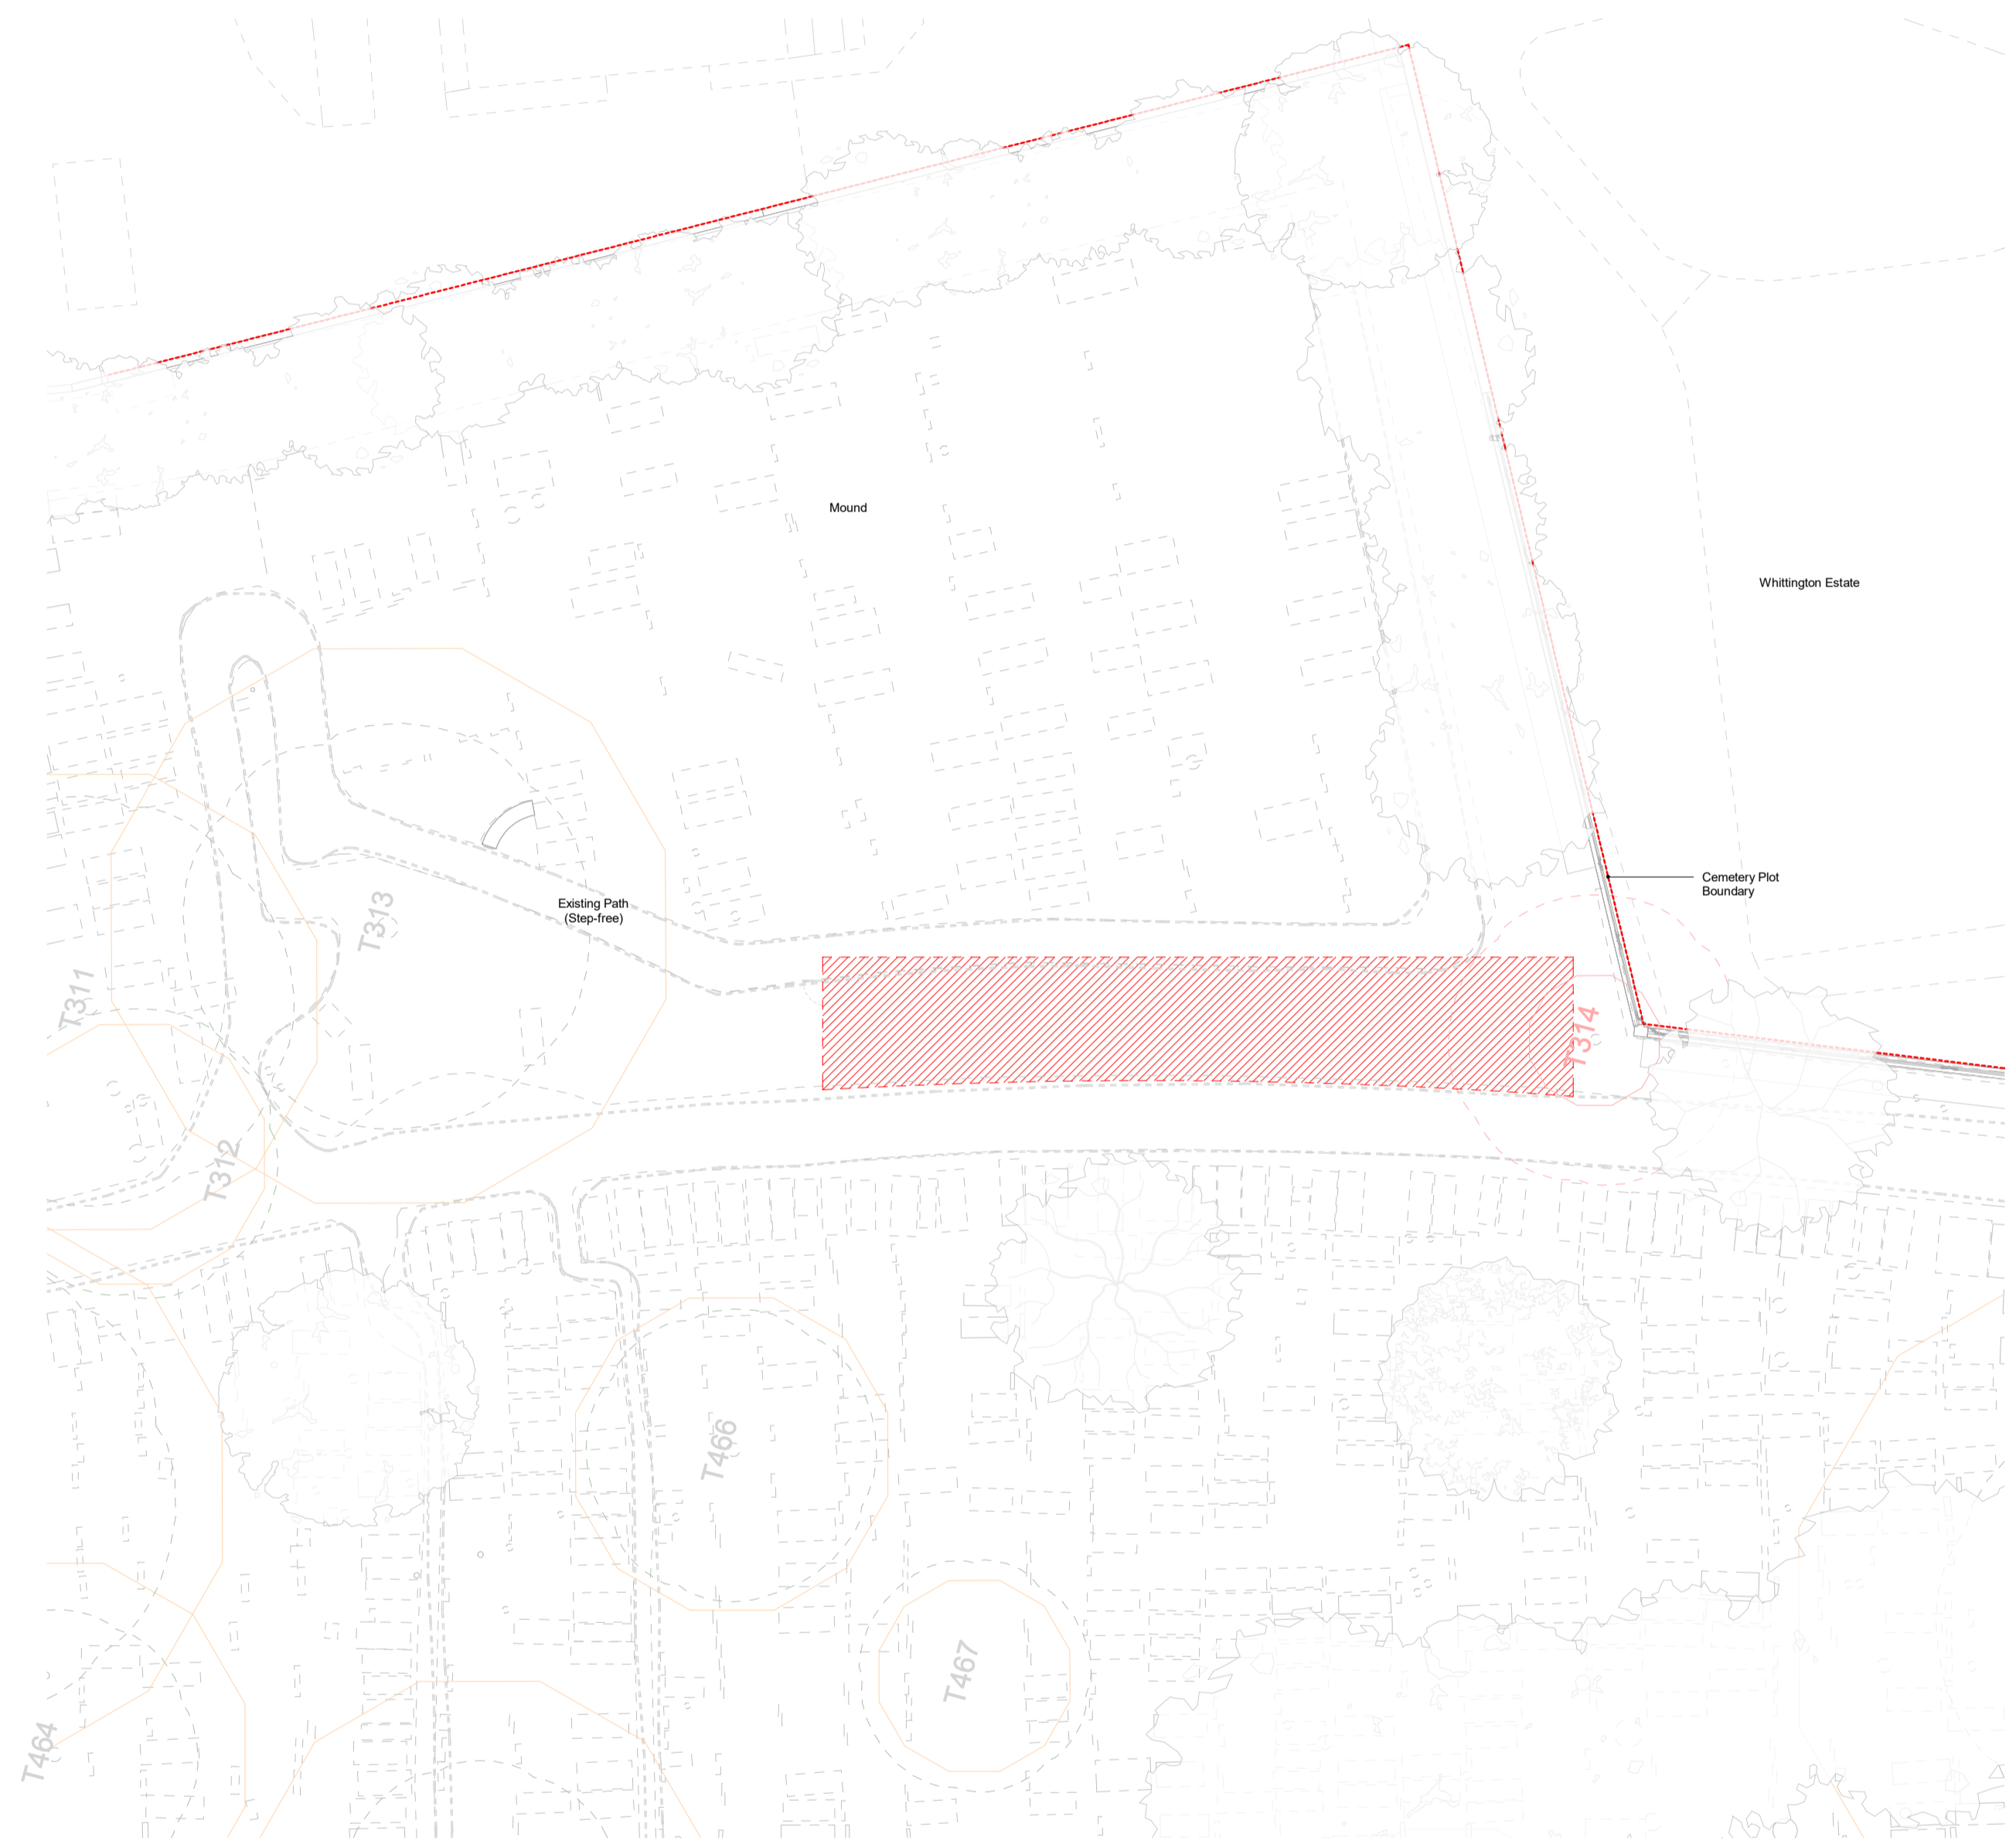 Mound
Whittington Estate
Cemetery Plot
Boundary
Existing Path
(Step-free)
T313
T311
T314
T312
T466
T467
T464